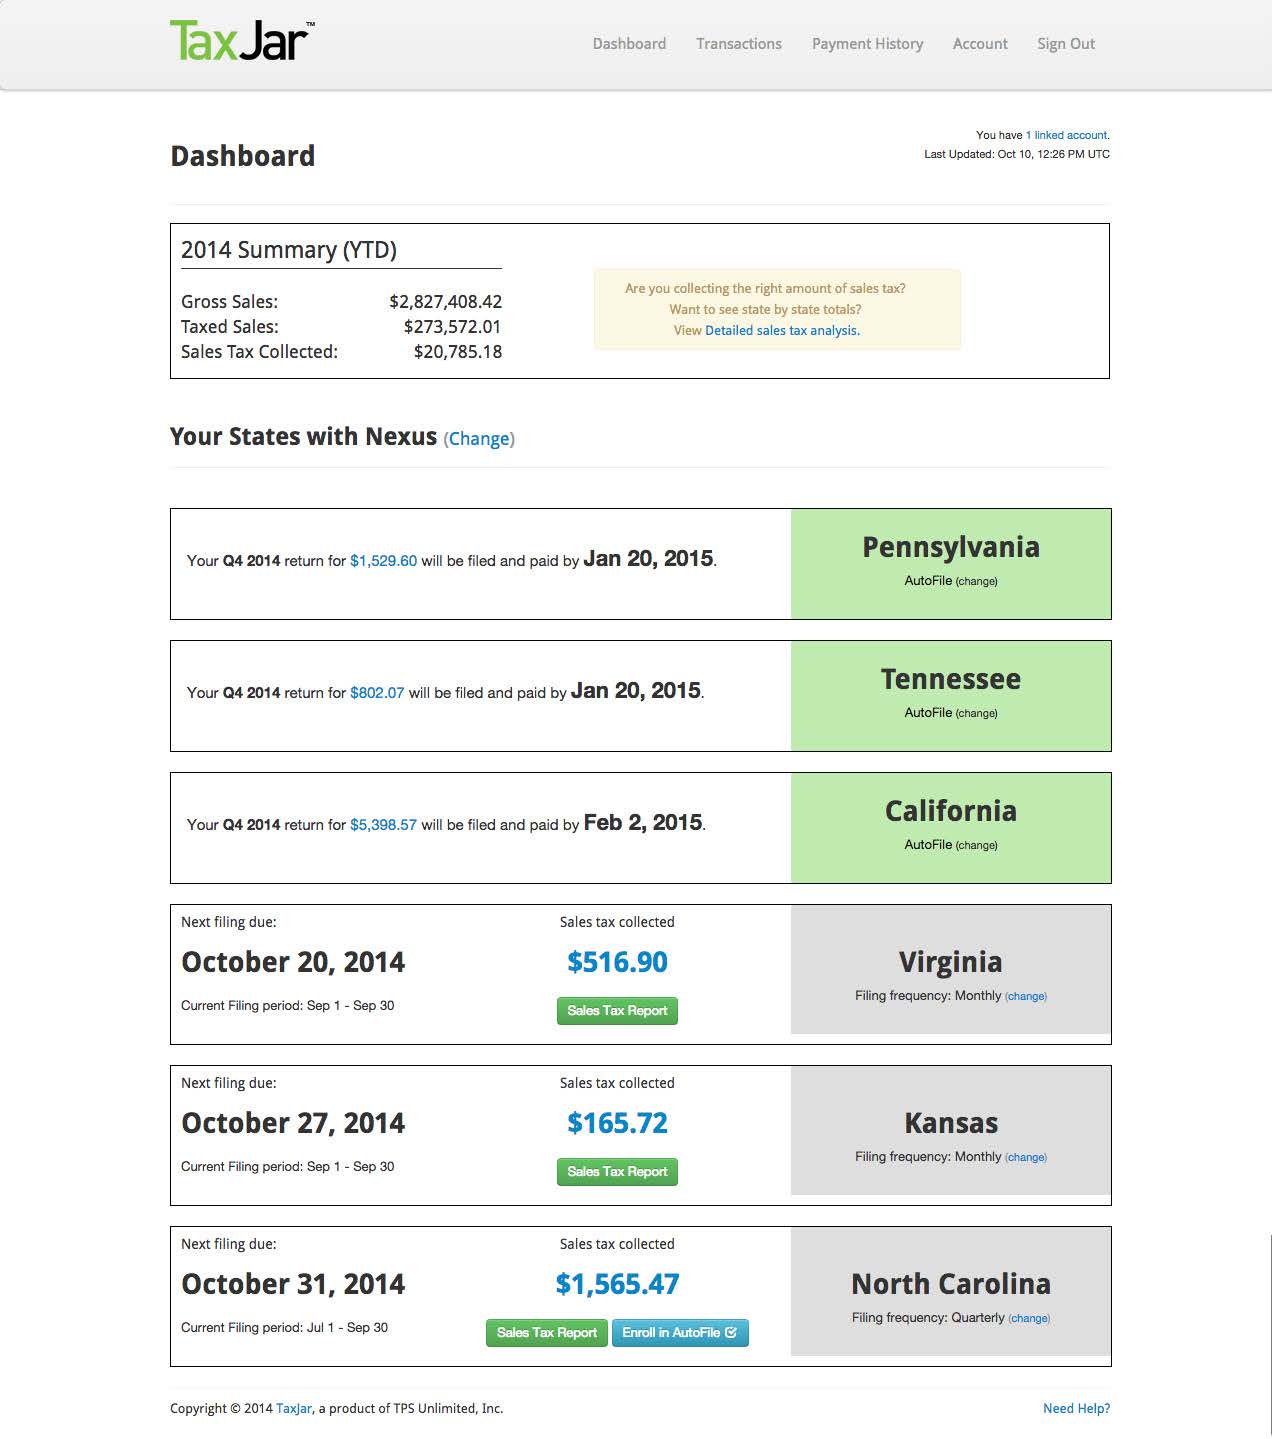 TaxJar™
Dashboard Transactions Payment History Account Sign Out
Dashboard
You have 1 linked account.
Last Updated: Oct 10, 12:26 PM UTC
2014 Summary (YTD)
Gross Sales: $2,827,408.42
Taxed Sales: $273,572.01
Sales Tax Collected: $20,785.18
Are you collecting the right amount of sales tax?
Want to see state by state totals?
View Detailed sales tax analysis.
Your States with Nexus (Change)
Your Q4 2014 return for $1,529.60 will be filed and paid by Jan 20, 2015.
Pennsylvania
AutoFile (change)
Your Q4 2014 return for $802.07 will be filed and paid by Jan 20, 2015.
Tennessee
AutoFile (change)
Your Q4 2014 return for $5,398.57 will be filed and paid by Feb 2, 2015.
California
AutoFile (change)
Next filing due:
October 20, 2014
Current Filing period: Sep 1 - Sep 30
Sales tax collected
$516.90
Sales Tax Report
Virginia
Filing frequency: Monthly (change)
Next filing due:
October 27, 2014
Current Filing period: Sep 1 - Sep 30
Sales tax collected
$165.72
Sales Tax Report
Kansas
Filing frequency: Monthly (change)
Next filing due:
October 31, 2014
Current Filing period: Jul 1 - Sep 30
Sales tax collected
$1,565.47
Sales Tax Report Enroll in AutoFile
North Carolina
Filing frequency: Quarterly (change)
Copyright © 2014 TaxJar, a product of TPS Unlimited, Inc.
Need Help?